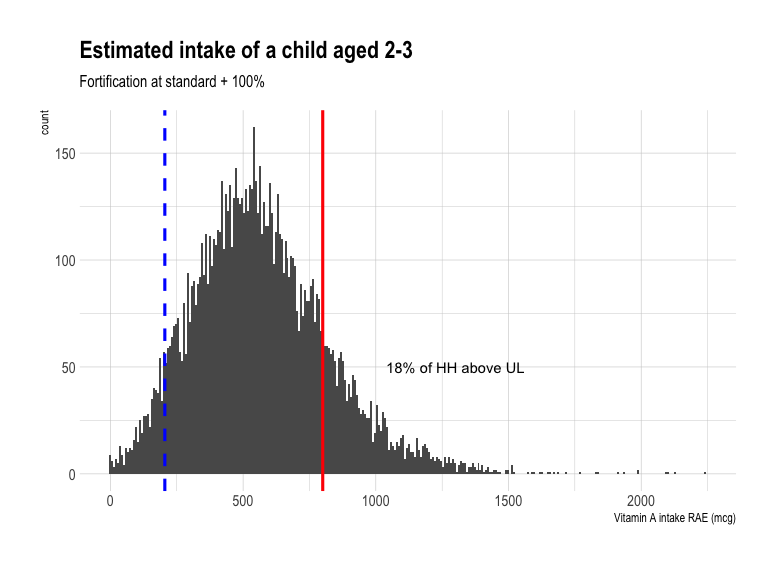 Estimated intake of a child aged 2-3
Fortification at standard + 100%
count
150
100
50
0
18% of HH above UL
0 500 1000 1500 2000
Vitamin A intake RAE (mcg)